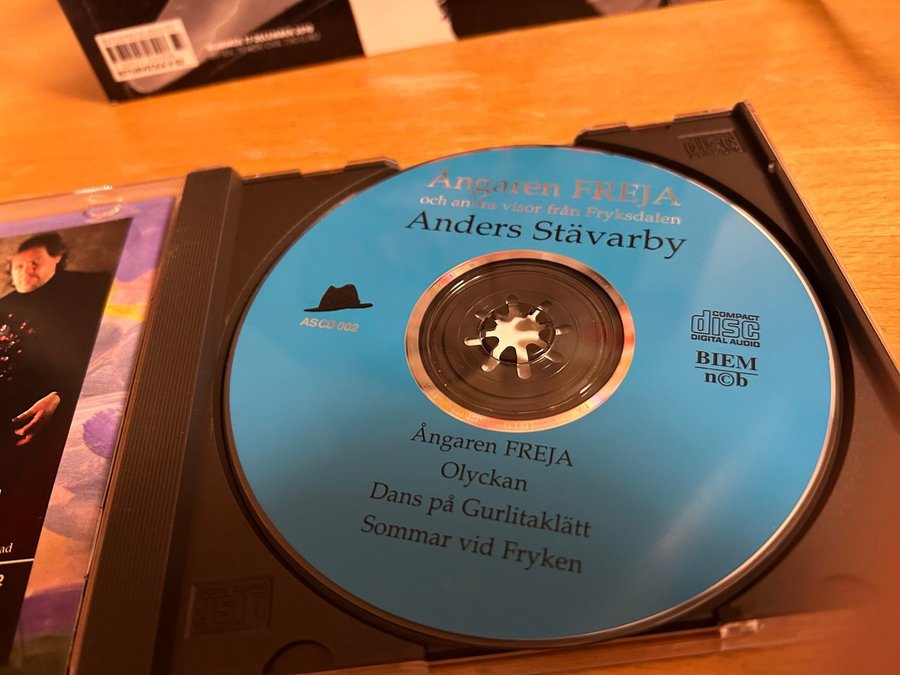 Ångaren FREJA
och andra visor från Fryksdalen
Anders Stävarby
AS CD 002
COMPACT
disc
DIGITAL AUDIO
BIEM
n©b
Ångaren FREJA
Olyckan
Dans på Gurlitaklätt
Sommar vid Fryken